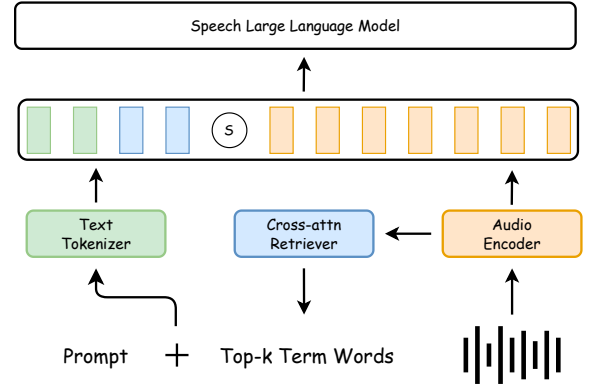 Speech Large Language Model
S
Text
Tokenizer
Cross-attn
Retriever
Audio
Encoder
Prompt + Top-k Term Words